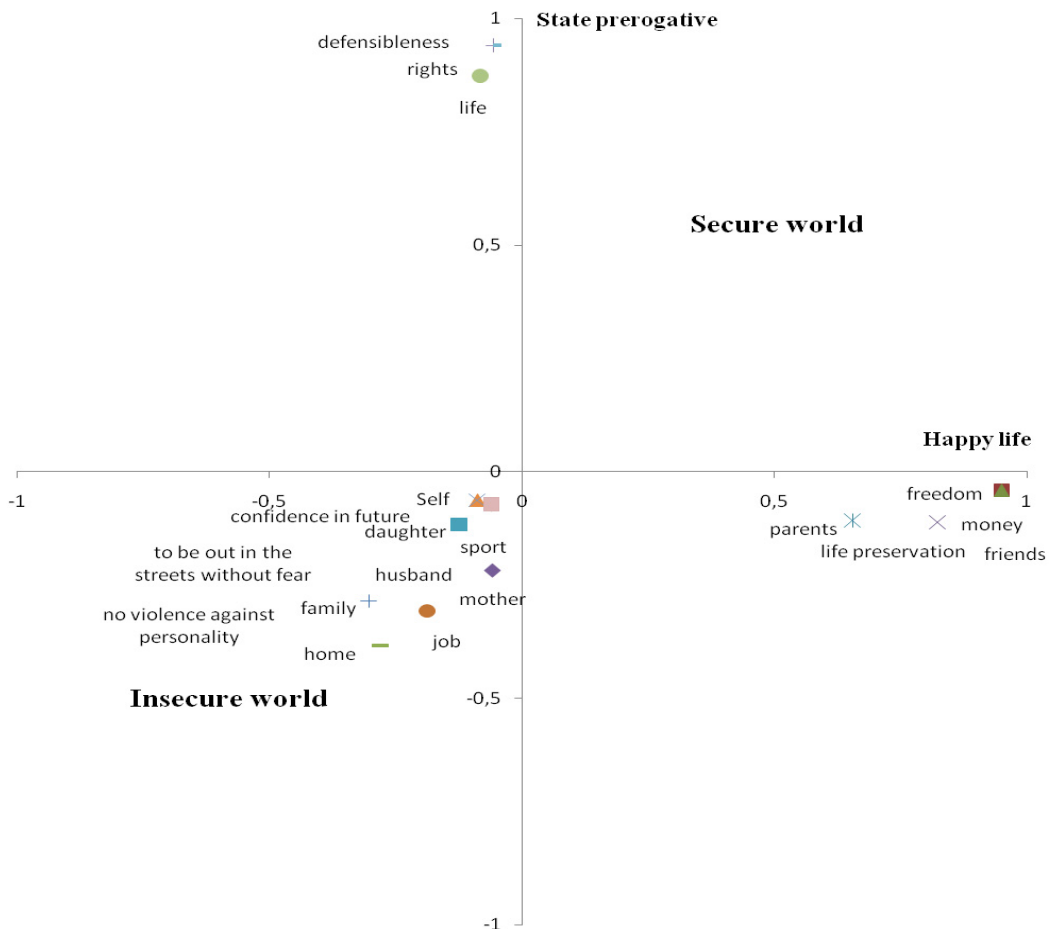 1
State prerogative
defensibleness
rights
life
Secure world
0,5
Happy life
0
-1
-0,5
Self
0
0,5
freedom
1
confidence in future
daughter
parents
money
sport
life preservation
friends
to be out in the
streets without fear
husband
family
mother
no violence against
personality
job
home
Insecure world
-0,5
-1